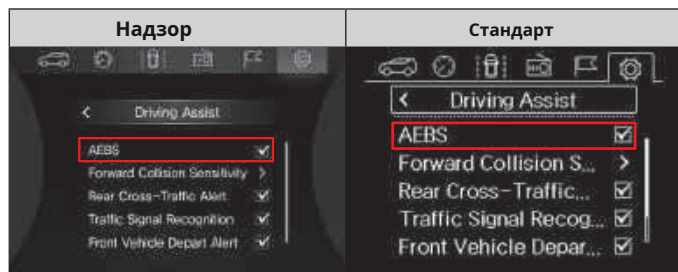 Надзор
Стандарт
< Driving Assist
AEBS
Forward Collision Sensitivity >
Rear Cross-Traffic Alert
Traffic Signal Recognition
Front Vehicle Depart Alert
< Driving Assist
AEBS
Forward Collision S... >
Rear Cross-Traffic...
Traffic Signal Recog...
Front Vehicle Depar...